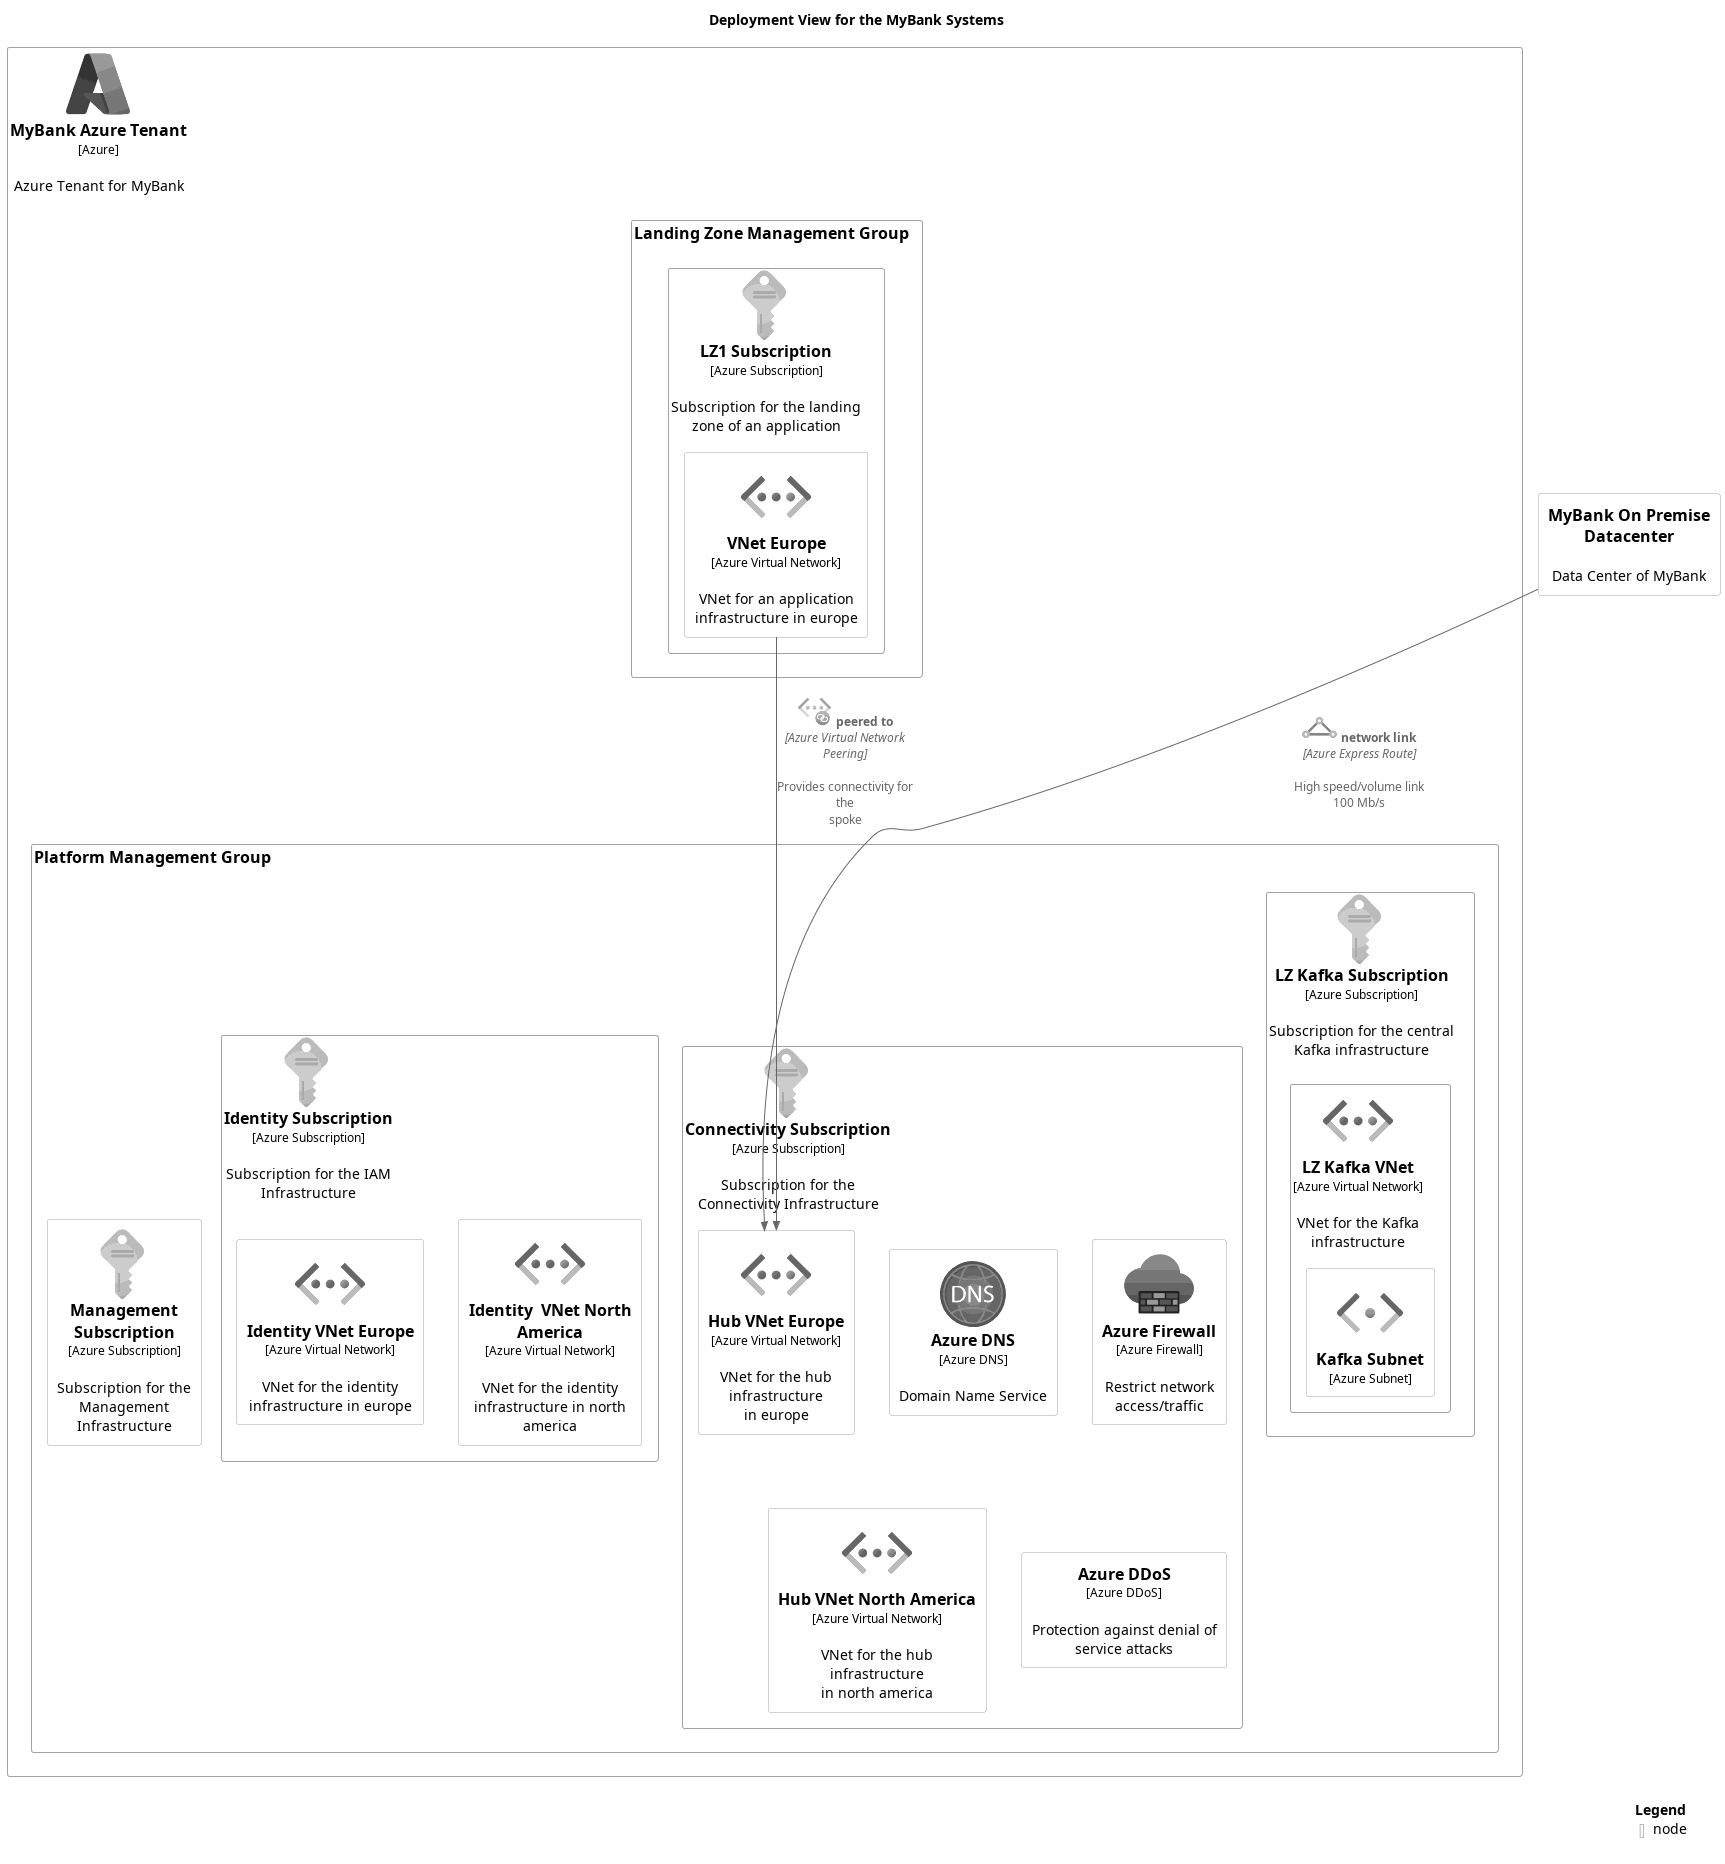 Deployment View for the MyBank Systems
MyBank Azure Tenant
[Azure]
Azure Tenant for MyBank
Landing Zone Management Group
LZ1 Subscription
[Azure Subscription]
Subscription for the landing
zone of an application
VNet Europe
[Azure Virtual Network]
VNet for an application
infrastructure in europe
MyBank On Premise
Datacenter
Data Center of MyBank
peered to
[Azure Virtual Network
Peering]
Provides connectivity for
the
spoke
network link
[Azure Express Route]
High speed/volume link
100 Mb/s
Platform Management Group
Management
Subscription
[Azure Subscription]
Subscription for the
Management
Infrastructure
Identity Subscription
[Azure Subscription]
Subscription for the IAM
Infrastructure
Identity VNet Europe
[Azure Virtual Network]
VNet for the identity
infrastructure in europe
Identity  VNet North
America
[Azure Virtual Network]
VNet for the identity
infrastructure in north
america
Connectivity Subscription
[Azure Subscription]
Subscription for the
Connectivity Infrastructure
Hub VNet Europe
[Azure Virtual Network]
VNet for the hub
infrastructure
in europe
DNS
Azure DNS
[Azure DNS]
Domain Name Service
Azure Firewall
[Azure Firewall]
Restrict network
access/traffic
Hub VNet North America
[Azure Virtual Network]
VNet for the hub
infrastructure
in north america
Azure DDoS
[Azure DDoS]
Protection against denial of
service attacks
LZ Kafka Subscription
[Azure Subscription]
Subscription for the central
Kafka infrastructure
LZ Kafka VNet
[Azure Virtual Network]
VNet for the Kafka
infrastructure
Kafka Subnet
[Azure Subnet]
Legend
node